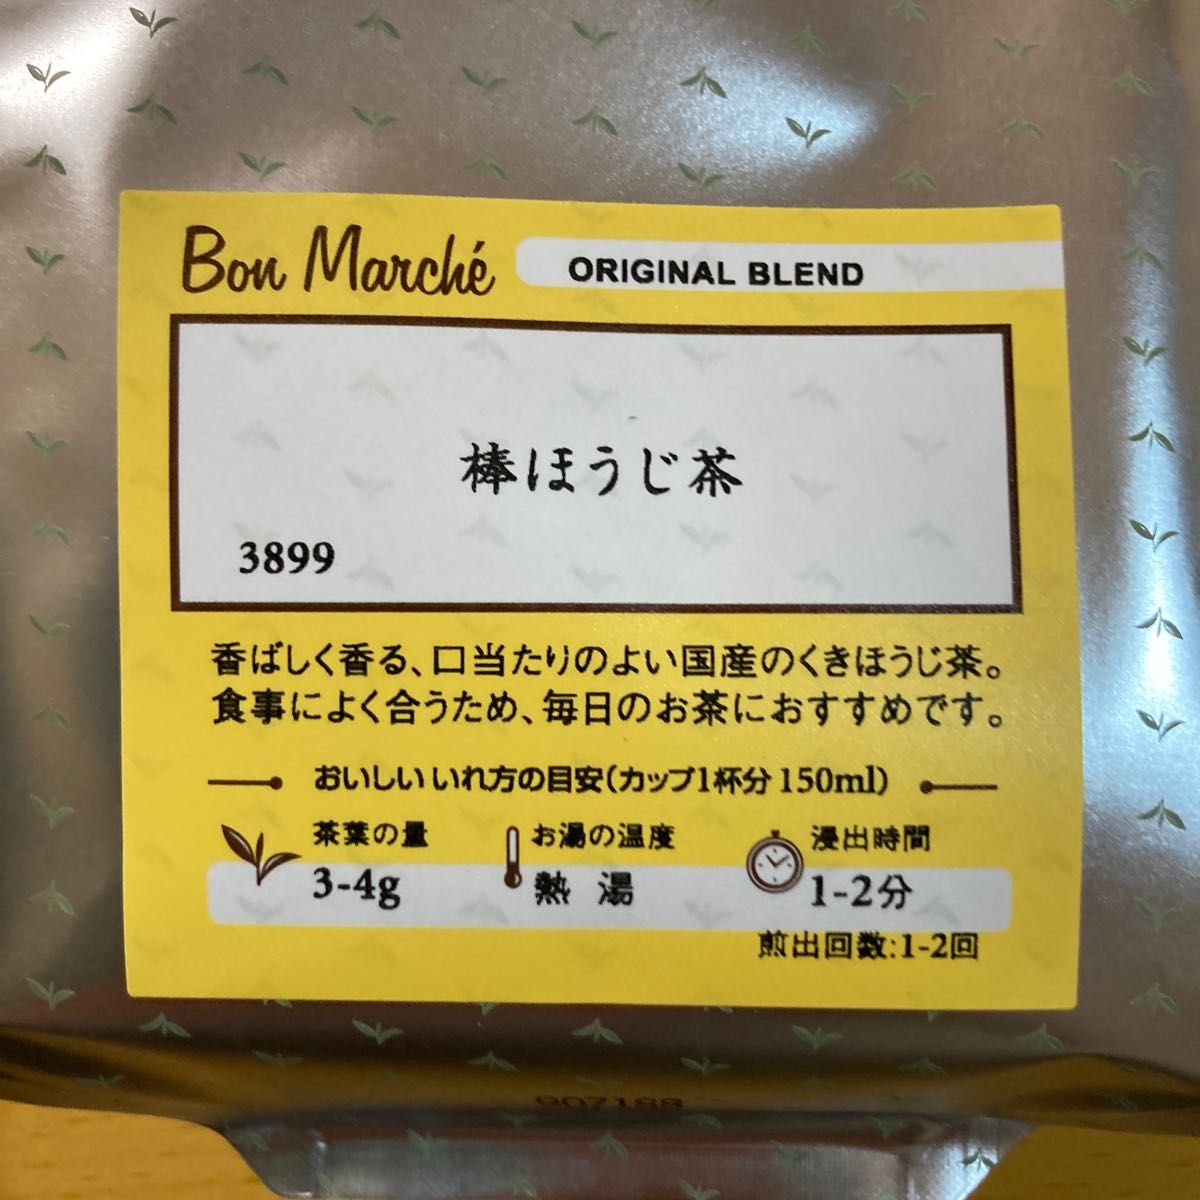 Bon Marché ORIGINAL BLEND
棒ほうじ茶
3899
香ばしく香る、口当たりのよい国産のくきほうじ茶。
食事によく合うため、毎日のお茶におすすめです。
おいしいいれ方の目安(カップ1杯分 150ml)
茶葉の量 お湯の温度 浸出時間
3-4g 熱 湯 1-2分
煎出回数:1-2回